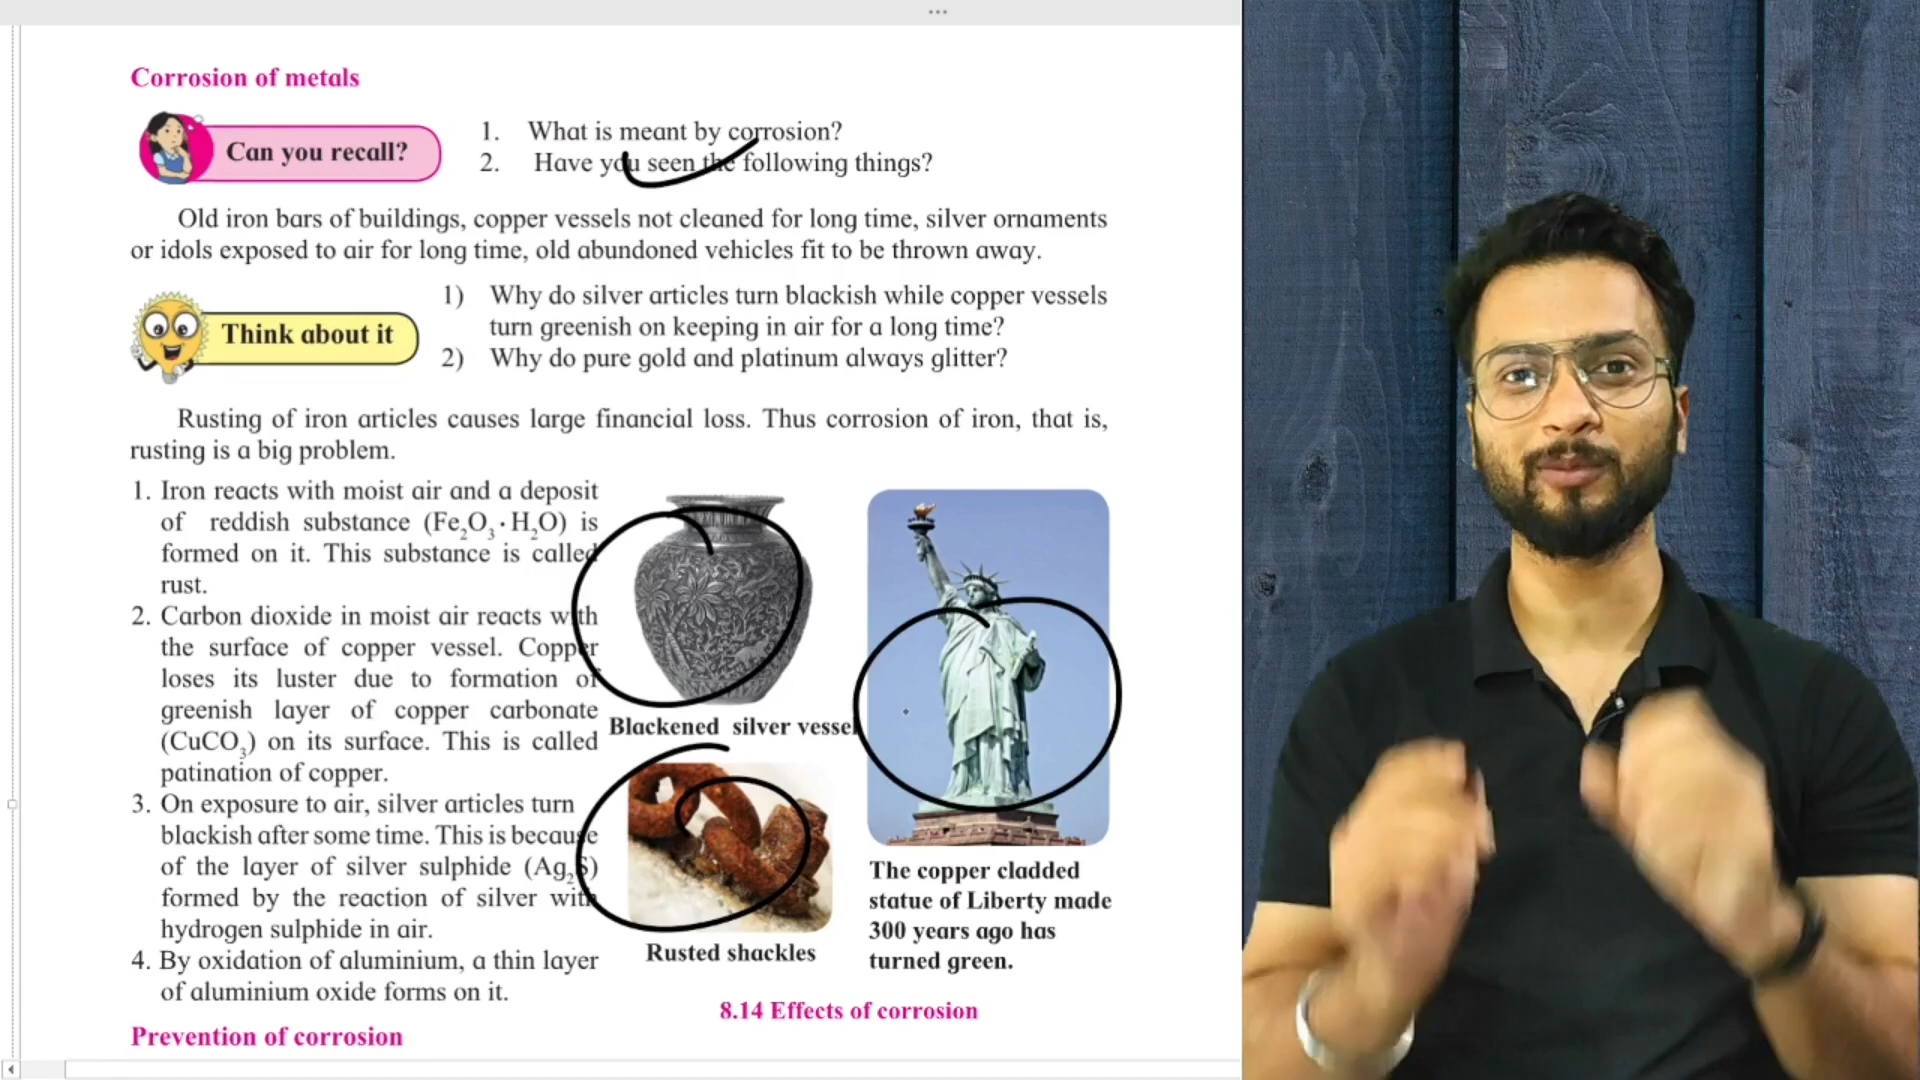 Corrosion of metals
Can you recall?
1. What is meant by corrosion?
2. Have you seen the following things?
Old iron bars of buildings, copper vessels not cleaned for long time, silver ornaments
or idols exposed to air for long time, old abundoned vehicles fit to be thrown away.
Think about it
1) Why do silver articles turn blackish while copper vessels
turn greenish on keeping in air for a long time?
2) Why do pure gold and platinum always glitter?
Rusting of iron articles causes large financial loss. Thus corrosion of iron, that is,
rusting is a big problem.
1. Iron reacts with moist air and a deposit
of reddish substance (Fe₂O₃·H₂O) is
formed on it. This substance is called
rust.
2. Carbon dioxide in moist air reacts with
the surface of copper vessel. Copper
loses its luster due to formation of
greenish layer of copper carbonate
(CuCO₃) on its surface. This is called
patination of copper.
3. On exposure to air, silver articles turn
blackish after some time. This is because
of the layer of silver sulphide (Ag₂S)
formed by the reaction of silver with
hydrogen sulphide in air.
4. By oxidation of aluminium, a thin layer
of aluminium oxide forms on it.
Blackened silver vessel
Rusted shackles
The copper cladded
statue of Liberty made
300 years ago has
turned green.
8.14 Effects of corrosion
Prevention of corrosion